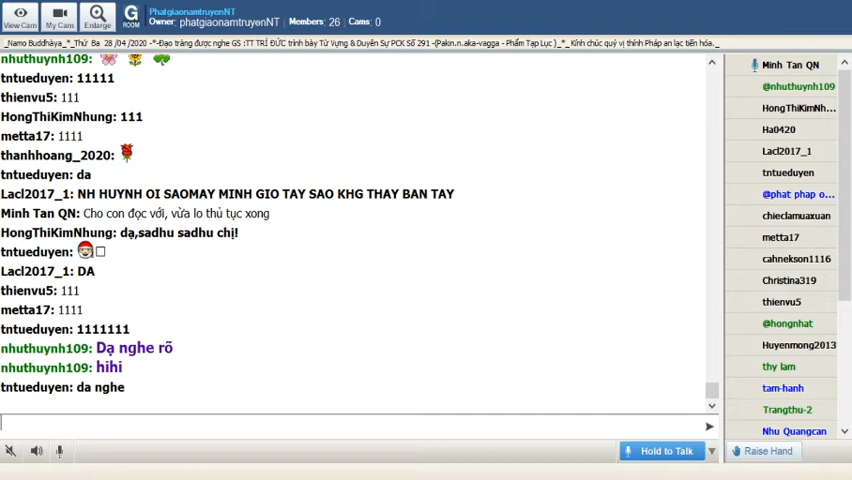 View Cam
My Cam
Enlarge
G
ROOM
PhatgiaonamtruyenNT
Owner: phatgiaonamtruyenNT Members: 26 Cams: 0
_Namo Buddhàya_*_Thứ Ba 28 /04 /2020 -*-Đạo tràng được nghe GS :TT TRÍ ĐỨC trình bày Tứ Vựng & Duyên Sự PCK Số 291 -(Pakin.n.aka-vagga - Phẩm Tạp Lục )_*_ Kính chúc quý vị thính Pháp an lạc tiến hóa._
nhuthuynh109:
tntueduyen: 11111
thienvu5: 111
HongThiKimNhung: 111
metta17: 1111
thanhhoang_2020:
tntueduyen: da
Lacl2017_1: NH HUYNH OI SAOMAY MINH GIO TAY SAO KHG THAY BAN TAY
Minh Tan QN: Cho con đọc với, vừa lo thủ tục xong
HongThiKimNhung: dạ,sadhu sadhu chị!
tntueduyen:
Lacl2017_1: DA
thienvu5: 111
metta17: 1111
tntueduyen: 1111111
nhuthuynh109: Dạ nghe rõ
nhuthuynh109: hihi
tntueduyen: da nghe
Minh Tan QN
@nhuthuynh109
HongThiKimNh...
Ha0420
Lacl2017_1
tntueduyen
@phat phap o...
chieclamuaxuan
metta17
cahnekson1116
Christina319
thienvu5
@hongnhat
Huyenmong2013
thy lam
tam-hanh
Trangthu-2
Nhu Quangcan
Hold to Talk
Raise Hand